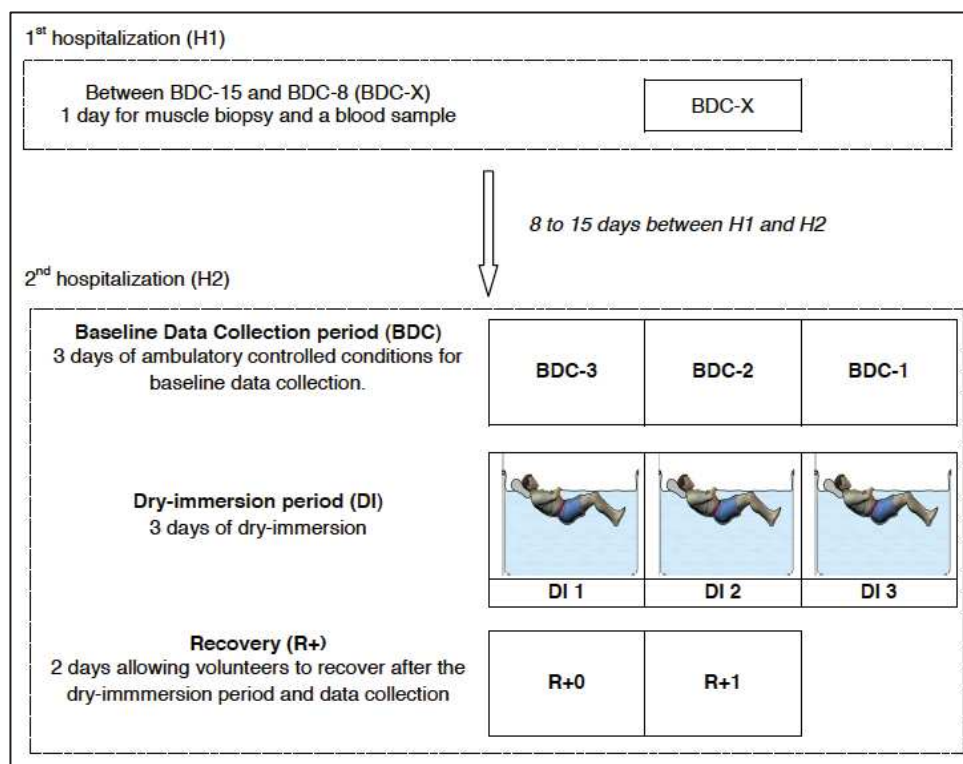 1st hospitalization (H1)
Between BDC-15 and BDC-8 (BDC-X)
1 day for muscle biopsy and a blood sample
BDC-X
8 to 15 days between H1 and H2
2nd hospitalization (H2)
Baseline Data Collection period (BDC)
3 days of ambulatory controlled conditions for
baseline data collection.
BDC-3
BDC-2
BDC-1
Dry-immersion period (DI)
3 days of dry-immersion
DI 1
DI 2
DI 3
Recovery (R+)
2 days allowing volunteers to recover after the
dry-immmersion period and data collection
R+0
R+1